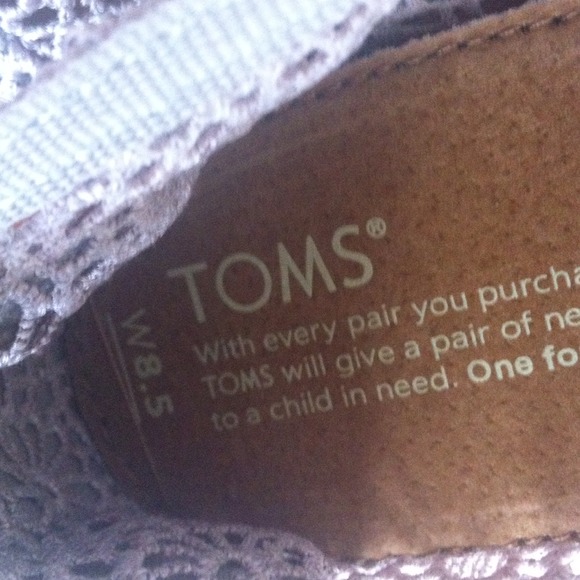 TOMS®
With every pair you purcha
TOMS will give a pair of ne
to a child in need. One fo
W8.5